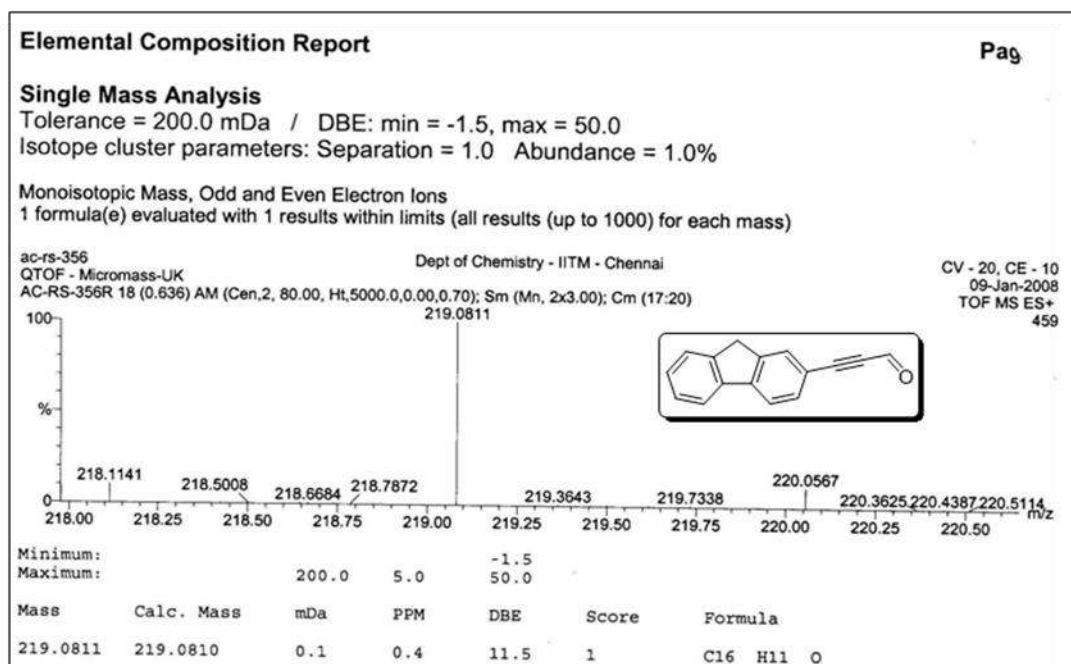 Elemental Composition Report
Pag
Single Mass Analysis
Tolerance = 200.0 mDa / DBE: min = -1.5, max = 50.0
Isotope cluster parameters: Separation = 1.0 Abundance = 1.0%
Monoisotopic Mass, Odd and Even Electron Ions
1 formula(e) evaluated with 1 results within limits (all results (up to 1000) for each mass)
ac-rs-356
Dept of Chemistry - IITM - Chennai
CV - 20, CE - 10
QTOF - Micromass-UK
09-Jan-2008
AC-RS-356R 18 (0.636) AM (Cen,2, 80.00, Ht,5000.0,0.00,0.70); Sm (Mn, 2x3.00); Cm (17:20)
TOF MS ES+
459
100
219.0811
O
%
218.1141
218.5008
218.6684
218.7872
219.3643
219.7338
220.0567
220.3625
220.4387
220.5114
0
m/z
218.00 218.25 218.50 218.75 219.00 219.25 219.50 219.75 220.00 220.25 220.50
Minimum: -1.5
Maximum: 200.0 5.0 50.0
Mass Calc. Mass mDa PPM DBE Score Formula
219.0811 219.0810 0.1 0.4 11.5 1 C16 H11 O